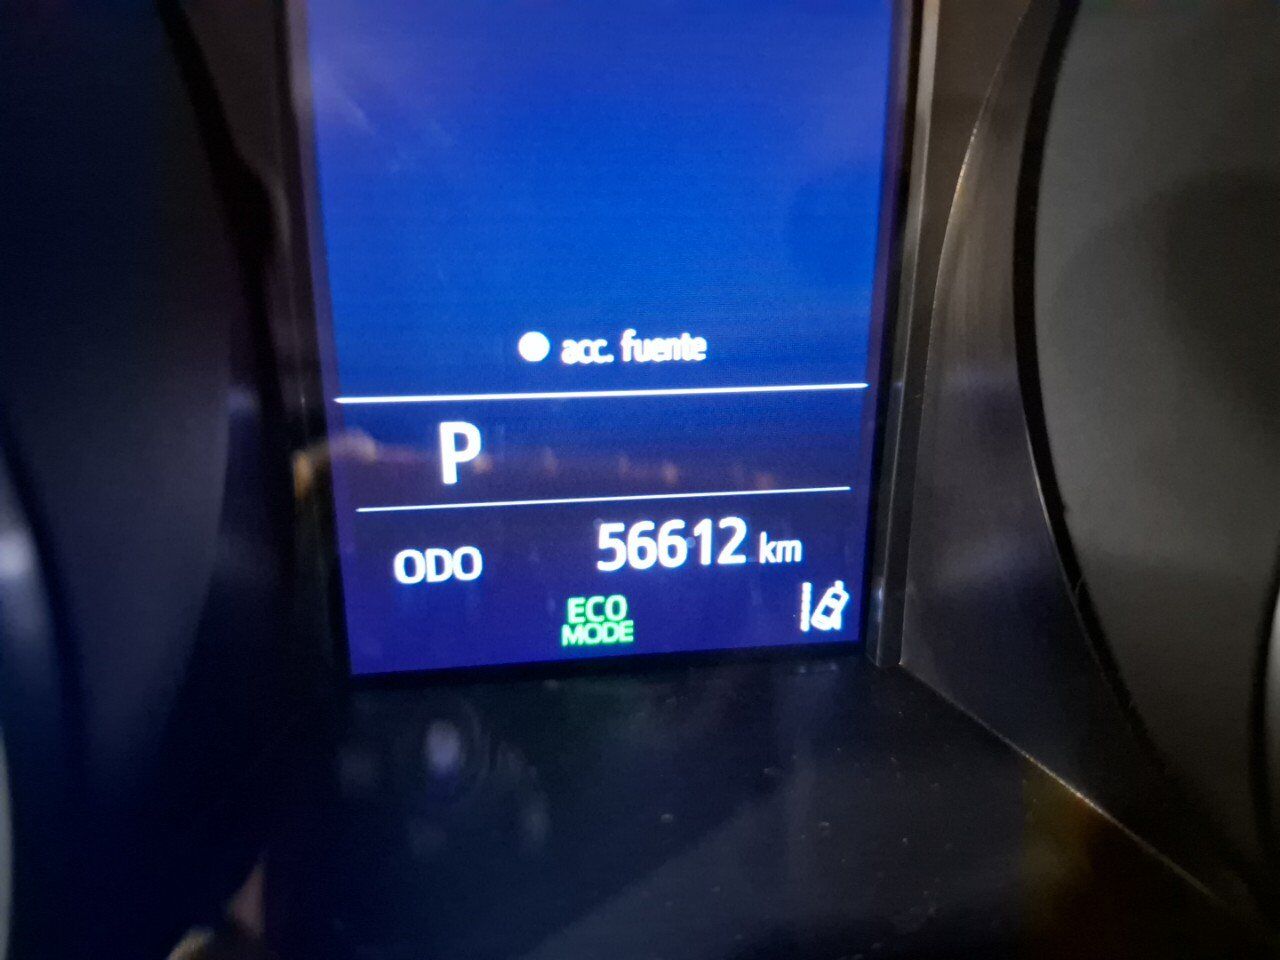 acc. fuente
P
ODO 56612 km
ECO
MODE